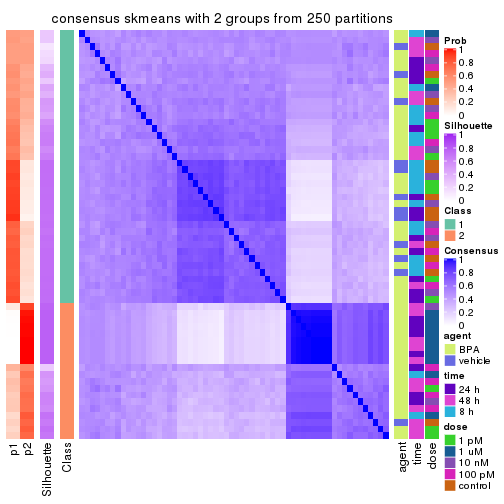 consensus skmeans with 2 groups from 250 partitions
Prob
1
0.8
0.6
0.4
0.2
0
Silhouette
1
0.8
0.6
0.4
0.2
0
Class
1
2
Consensus
1
0.8
0.6
0.4
0.2
0
agent
BPA
vehicle
time
24 h
48 h
8 h
dose
1 pM
1 uM
10 nM
100 pM
control
p1
p2
Silhouette
Class
agent
time
dose